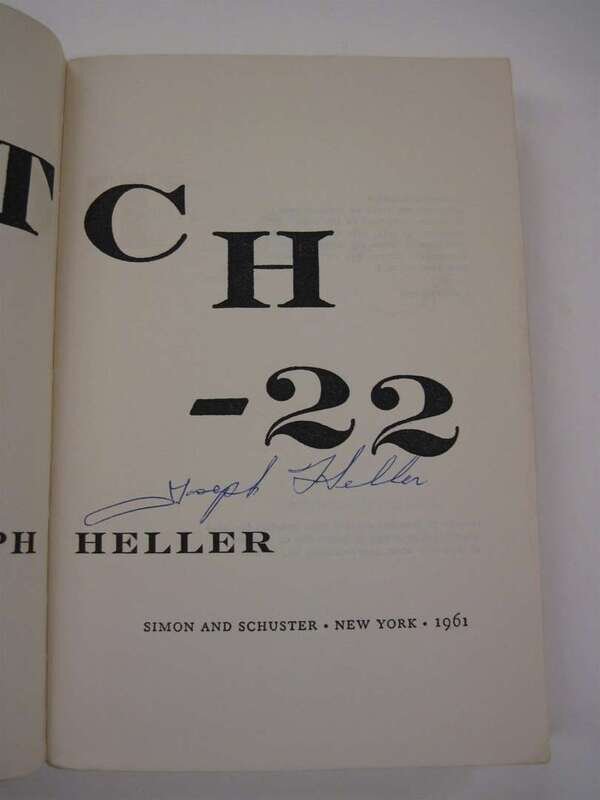 TCH
-22
Joseph Heller
PH HELLER
SIMON AND SCHUSTER • NEW YORK • 1961